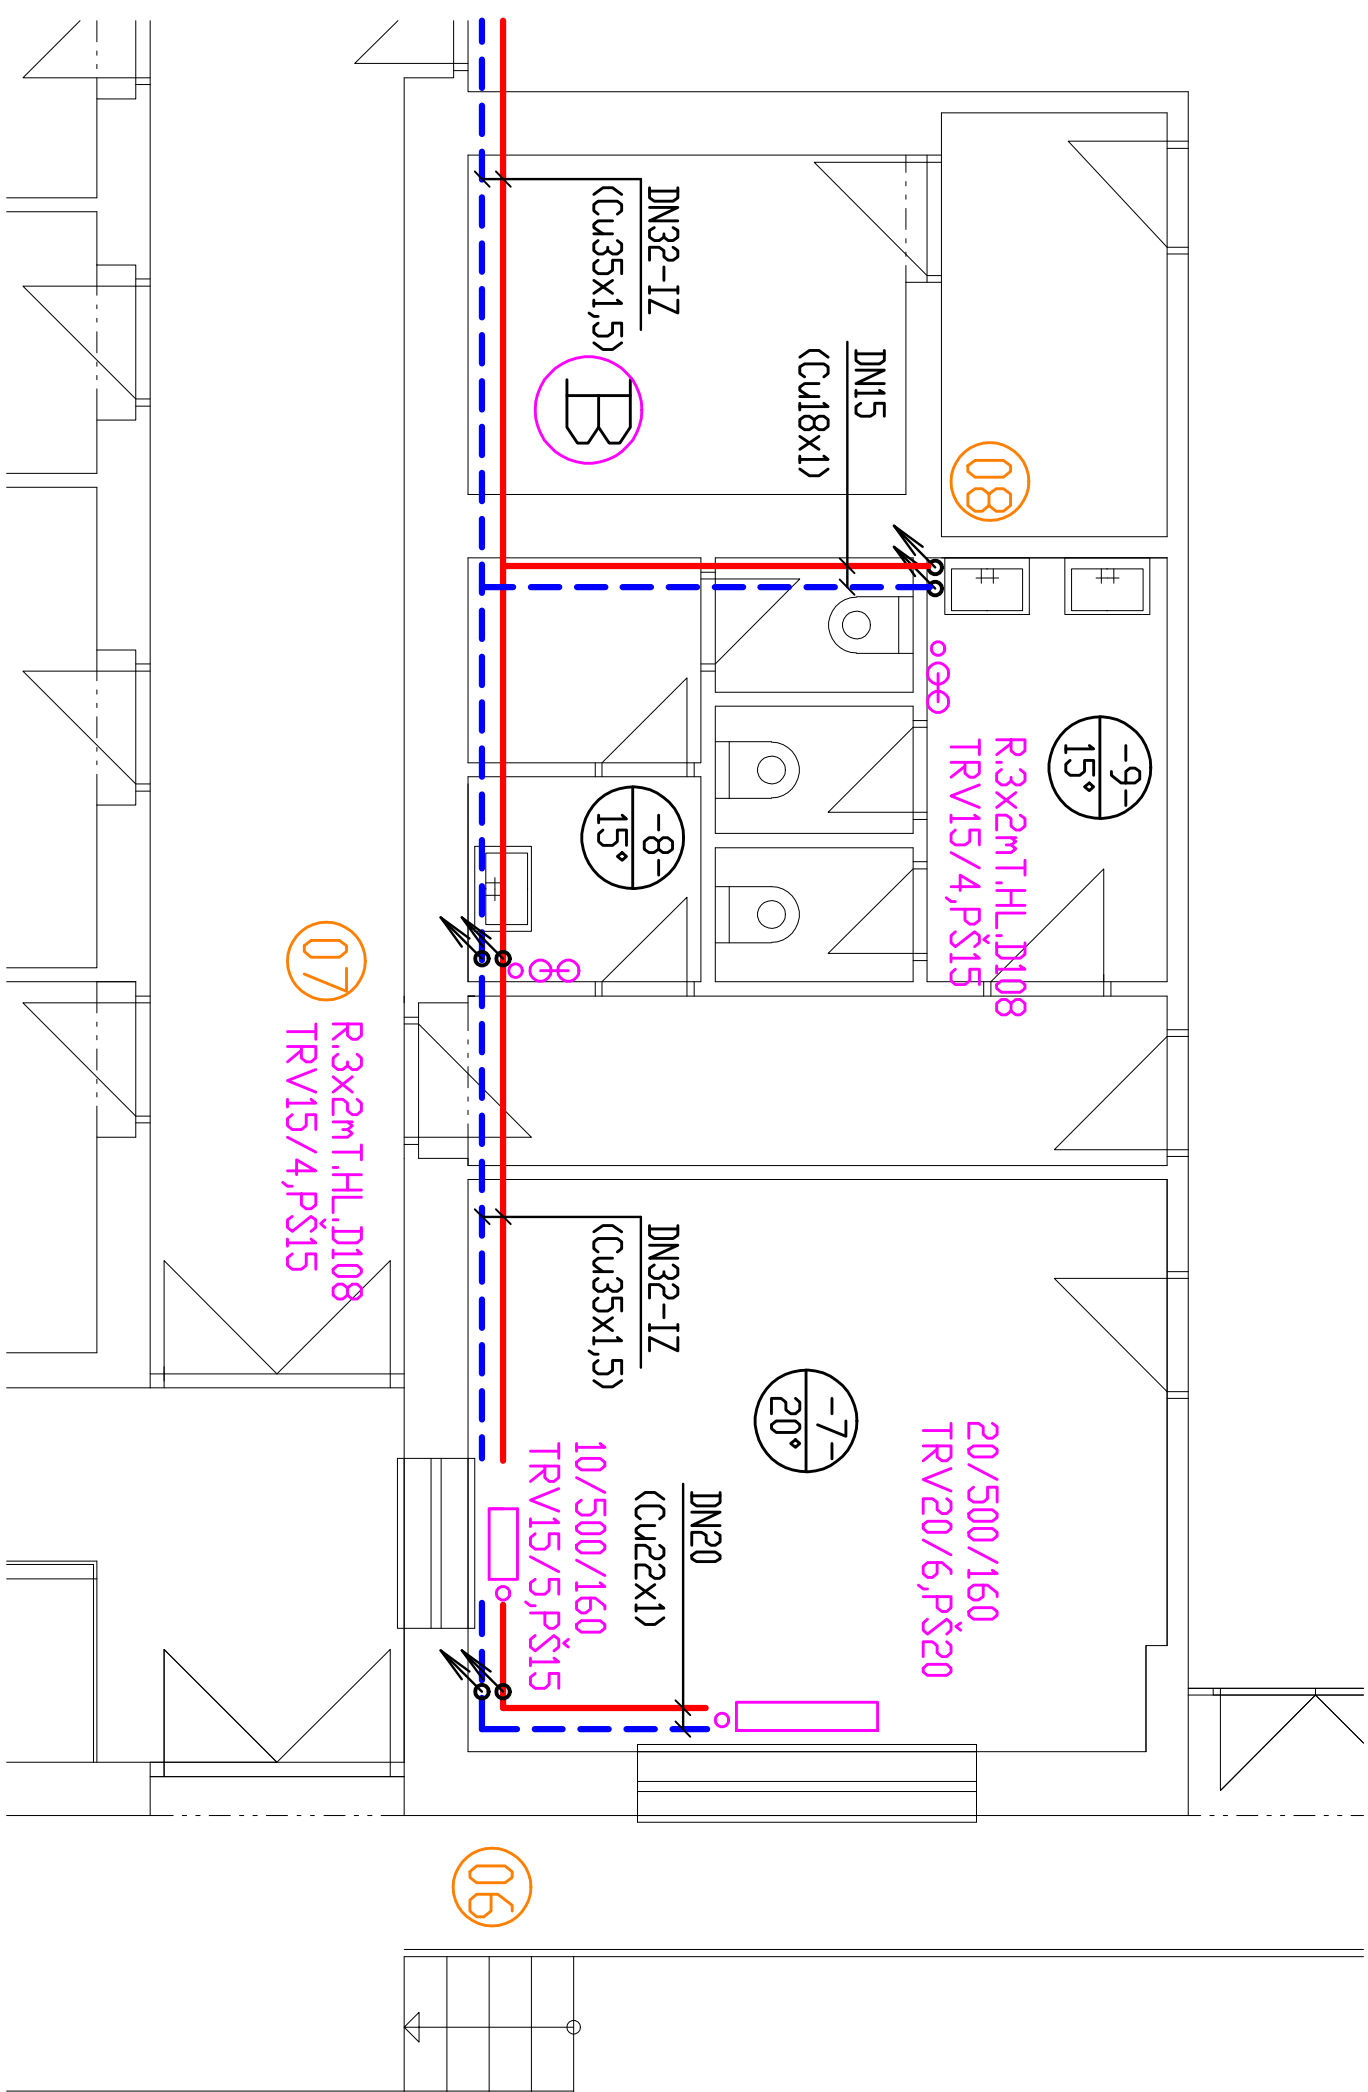 DN32-IZ
(Cu35x1,5)
B
DN15
(Cu18x1)
08
-9-
15°
R.3x2mT.HL.D108
TRV15/4,PŠ15
-8-
15°
07
R.3x2mT.HL.D108
TRV15/4,PŠ15
DN32-IZ
(Cu35x1,5)
-7-
20°
20/500/160
TRV20/6,PŠ20
10/500/160
TRV15/5,PŠ15
DN20
(Cu22x1)
06